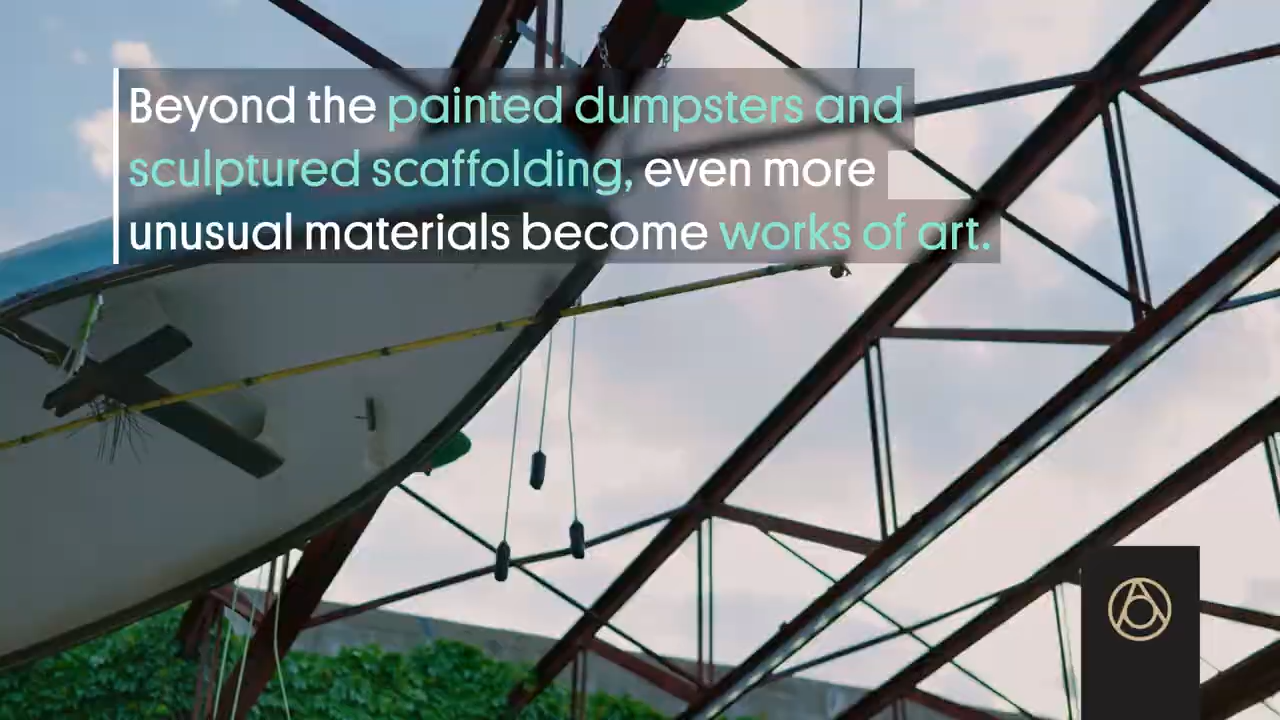 Beyond the painted dumpsters and
sculptured scaffolding, even more
unusual materials become works of art.